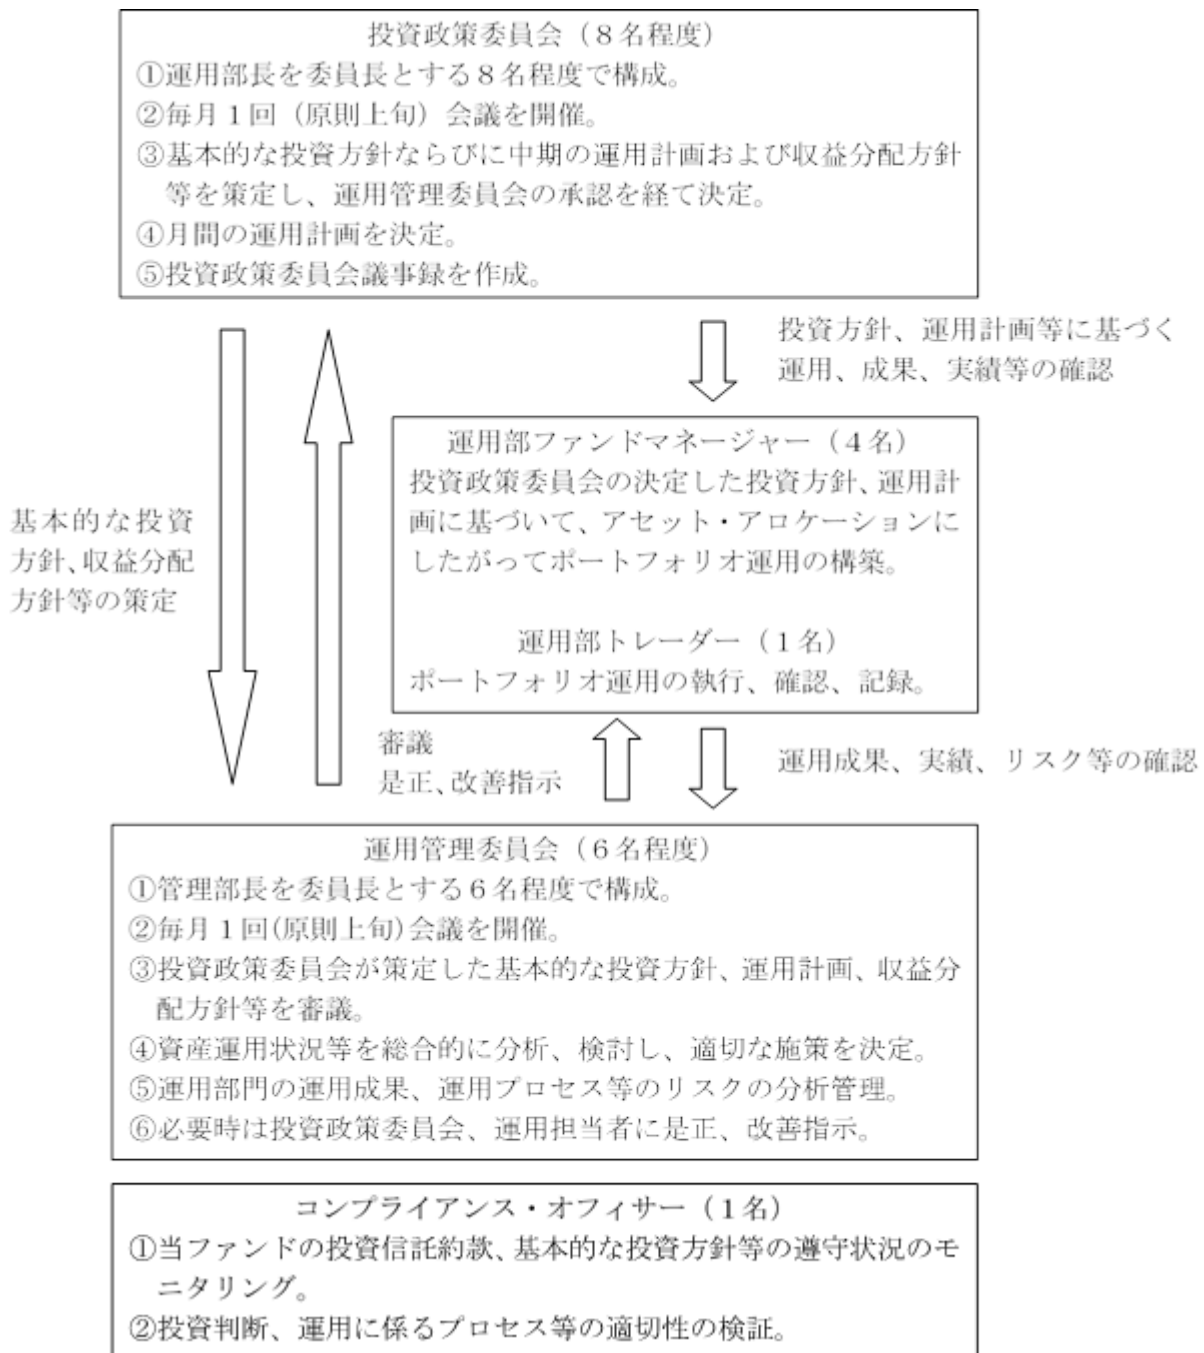 投資政策委員会（８名程度）
①運用部長を委員長とする８名程度で構成。
②毎月１回（原則上旬）会議を開催。
③基本的な投資方針ならびに中期の運用計画および収益分配方針
等を策定し、運用管理委員会の承認を経て決定。
④月間の運用計画を決定。
⑤投資政策委員会議事録を作成。
投資方針、運用計画等に基づく
運用、成果、実績等の確認
基本的な投資
方針、収益分配
方針等の策定
運用部ファンドマネージャー（４名）
投資政策委員会の決定した投資方針、運用計
画に基づいて、アセット・アロケーションに
したがってポートフォリオ運用の構築。
運用部トレーダー（１名）
ポートフォリオ運用の執行、確認、記録。
審議
是正、改善指示
運用成果、実績、リスク等の確認
運用管理委員会（６名程度）
①管理部長を委員長とする６名程度で構成。
②毎月１回(原則上旬)会議を開催。
③投資政策委員会が策定した基本的な投資方針、運用計画、収益分
配方針等を審議。
④資産運用状況等を総合的に分析、検討し、適切な施策を決定。
⑤運用部門の運用成果、運用プロセス等のリスクの分析管理。
⑥必要時は投資政策委員会、運用担当者に是正、改善指示。
コンプライアンス・オフィサー（１名）
①当ファンドの投資信託約款、基本的な投資方針等の遵守状況のモ
ニタリング。
②投資判断、運用に係るプロセス等の適切性の検証。